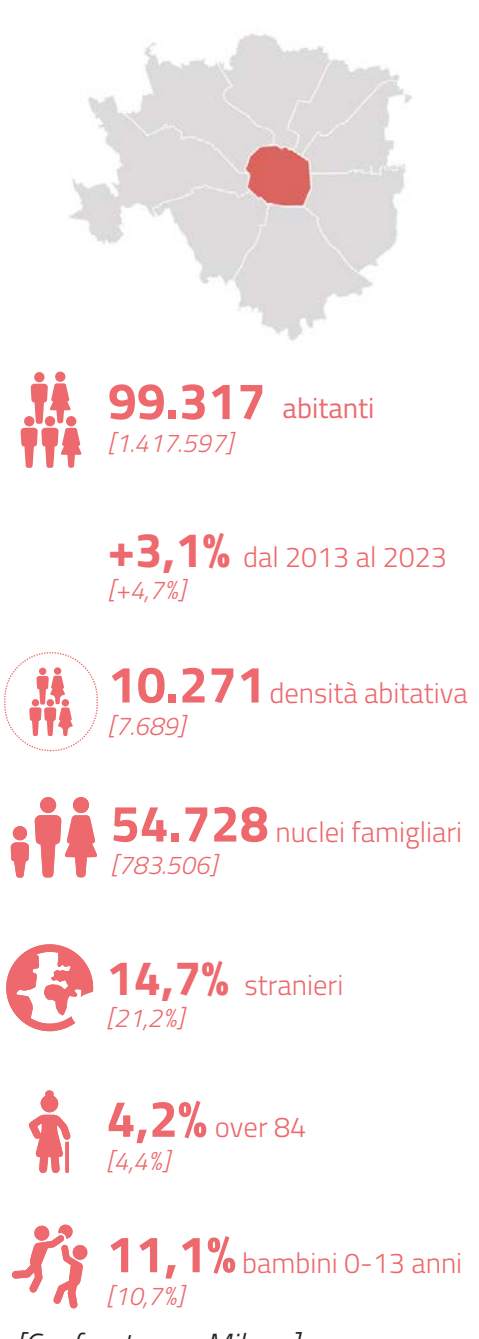 99.317 abitanti
[1.417.597]
+3,1% dal 2013 al 2023
[+4,7%]
10.271 densità abitativa
[7.689]
54.728 nuclei famigliari
[783.506]
14,7% stranieri
[21,2%]
4,2% over 84
[4,4%]
11,1% bambini 0-13 anni
[10,7%]